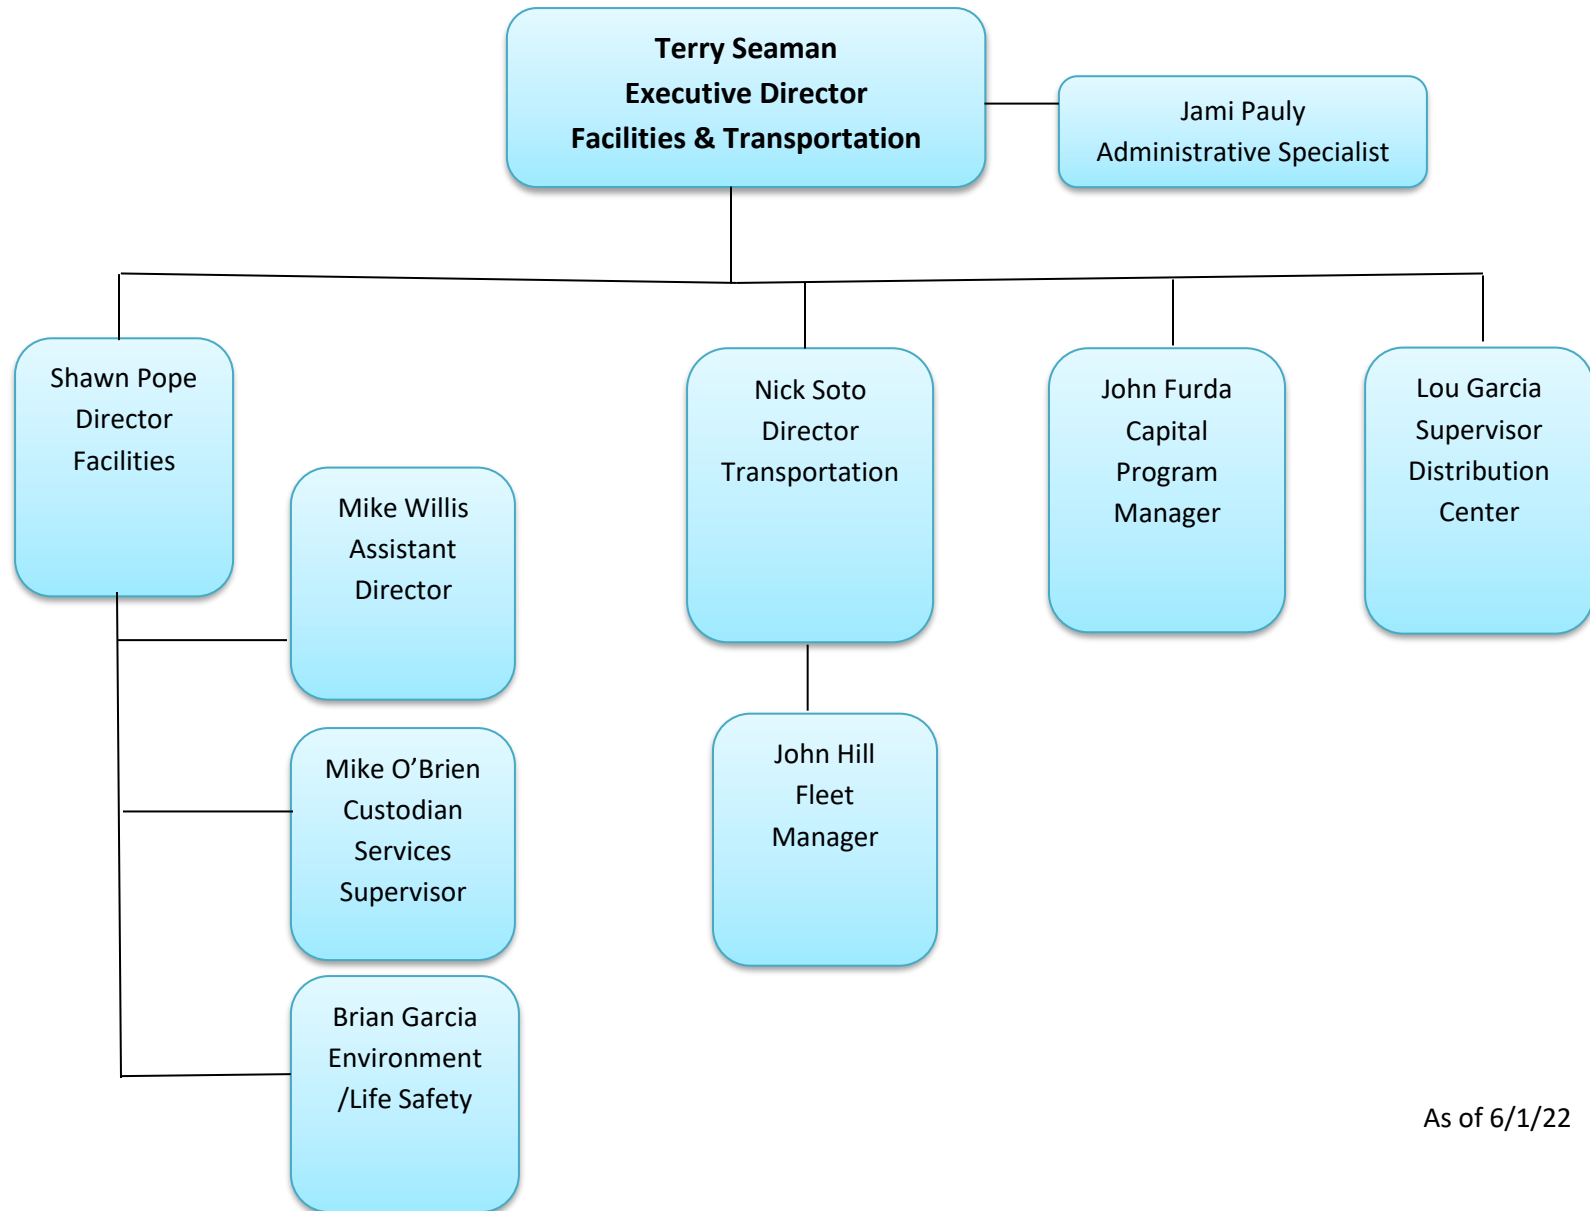 Terry Seaman
Executive Director
Facilities & Transportation
Jami Pauly
Administrative Specialist
Shawn Pope
Director
Facilities
Mike Willis
Assistant
Director
Mike O’Brien
Custodian
Services
Supervisor
Brian Garcia
Environment
/Life Safety
Nick Soto
Director
Transportation
John Hill
Fleet
Manager
John Furda
Capital
Program
Manager
Lou Garcia
Supervisor
Distribution
Center
As of 6/1/22